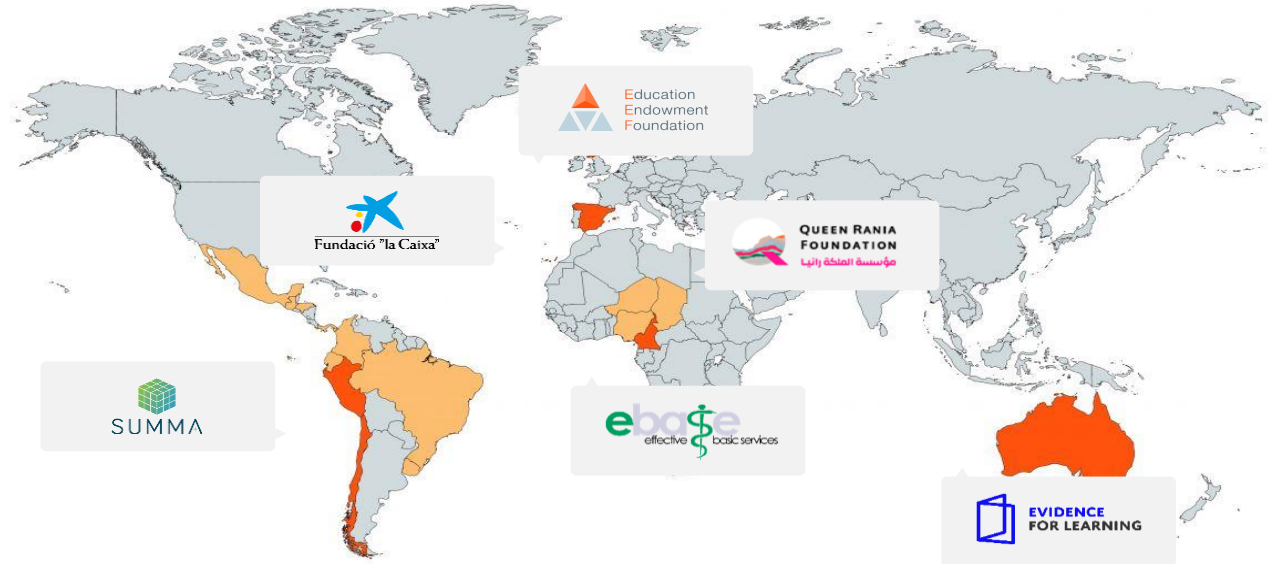 Education
Endowment
Foundation
Fundació "la Caixa"
QUEEN RANIA
FOUNDATION
مؤسسة الملكة رانيا
SUMMA
ebase
effective basic services
EVIDENCE
FOR LEARNING